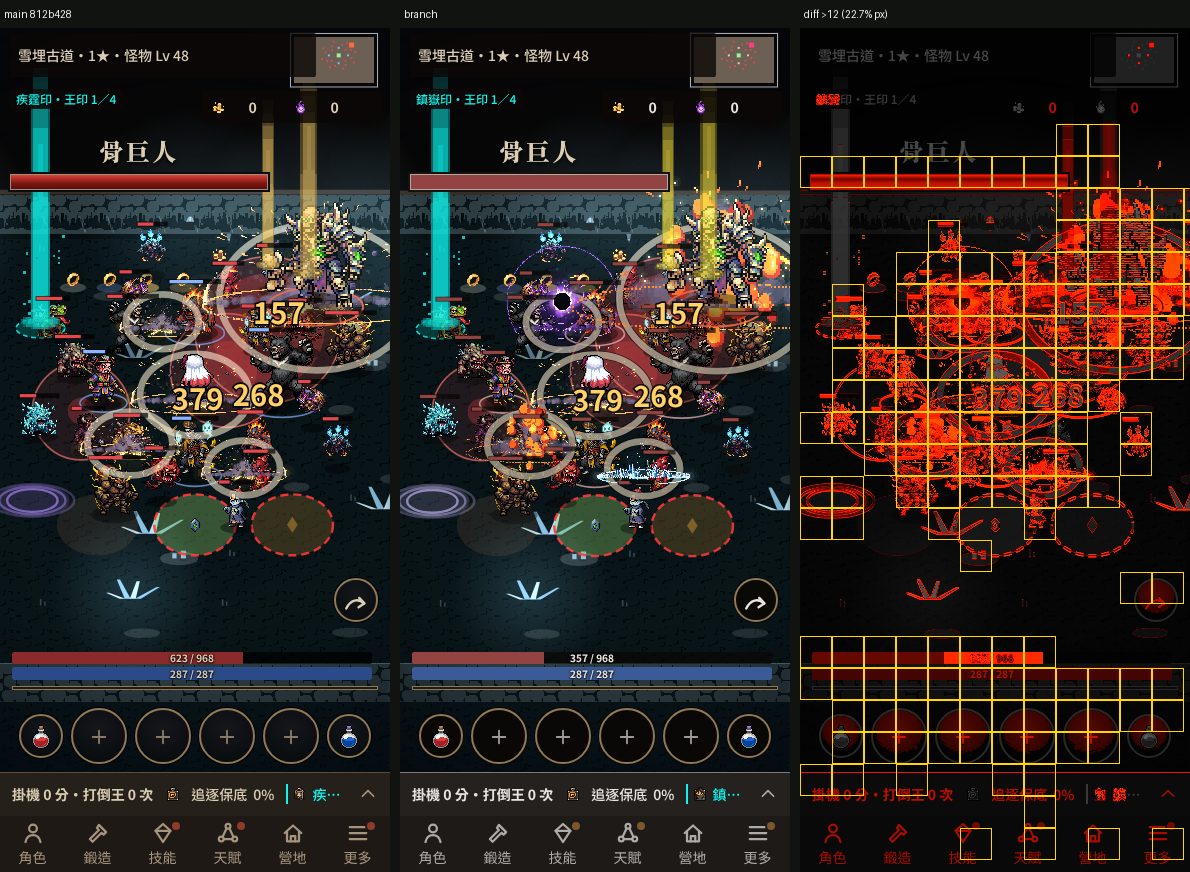 main 812b428
雪埋古道・1★・怪物 Lv 48
疾霆印・王印 1／4
0
0
骨巨人
157
379 268
623 / 968
287 / 287
掛機 0 分・打倒王 0 次
追逐保底 0%
疾…
角色
鍛造
技能
天賦
營地
更多
branch
雪埋古道・1★・怪物 Lv 48
鎮嶽印・王印 1／4
0
0
骨巨人
157
379 268
357 / 968
287 / 287
掛機 0 分・打倒王 0 次
追逐保底 0%
鎮…
角色
鍛造
技能
天賦
營地
更多
diff >12 (22.7% px)
雪埋古道・1★・怪物 Lv 48
印・王印 1／4
0
0
骨巨人
379 268
968
287 / 287
掛機 0 分・打倒王 0 次
追逐保底 0%
角色
鍛造
技能
天賦
營地
更多